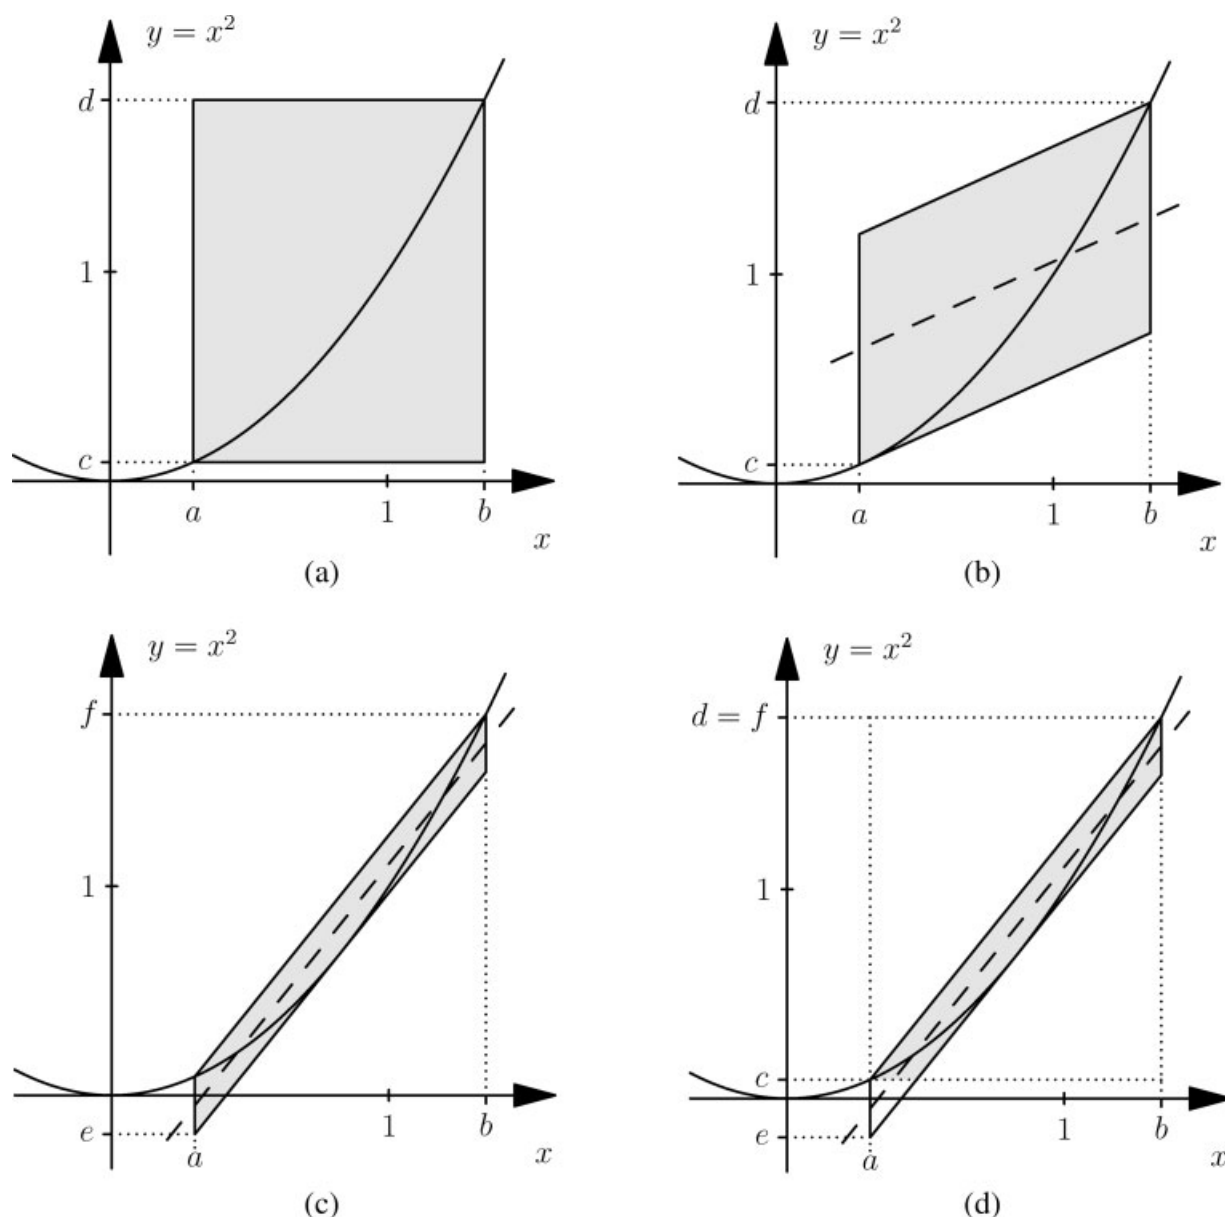 y = x²
d
1
c
a 1 b
x
(a)
y = x²
d
1
c
a 1 b
x
(b)
y = x²
f
1
e
a 1 b
x
(c)
y = x²
d = f
1
c
e
a 1 b
x
(d)